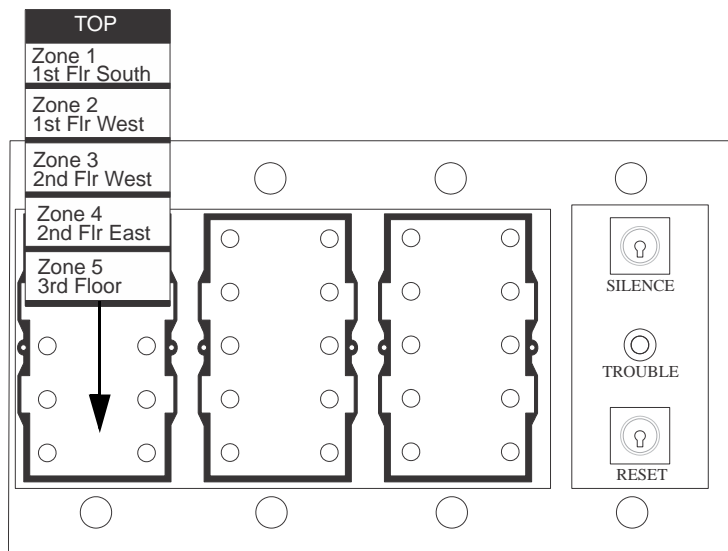 TOP
Zone 1
1st Flr South
Zone 2
1st Flr West
Zone 3
2nd Flr West
Zone 4
2nd Flr East
Zone 5
3rd Floor
SILENCE
TROUBLE
RESET